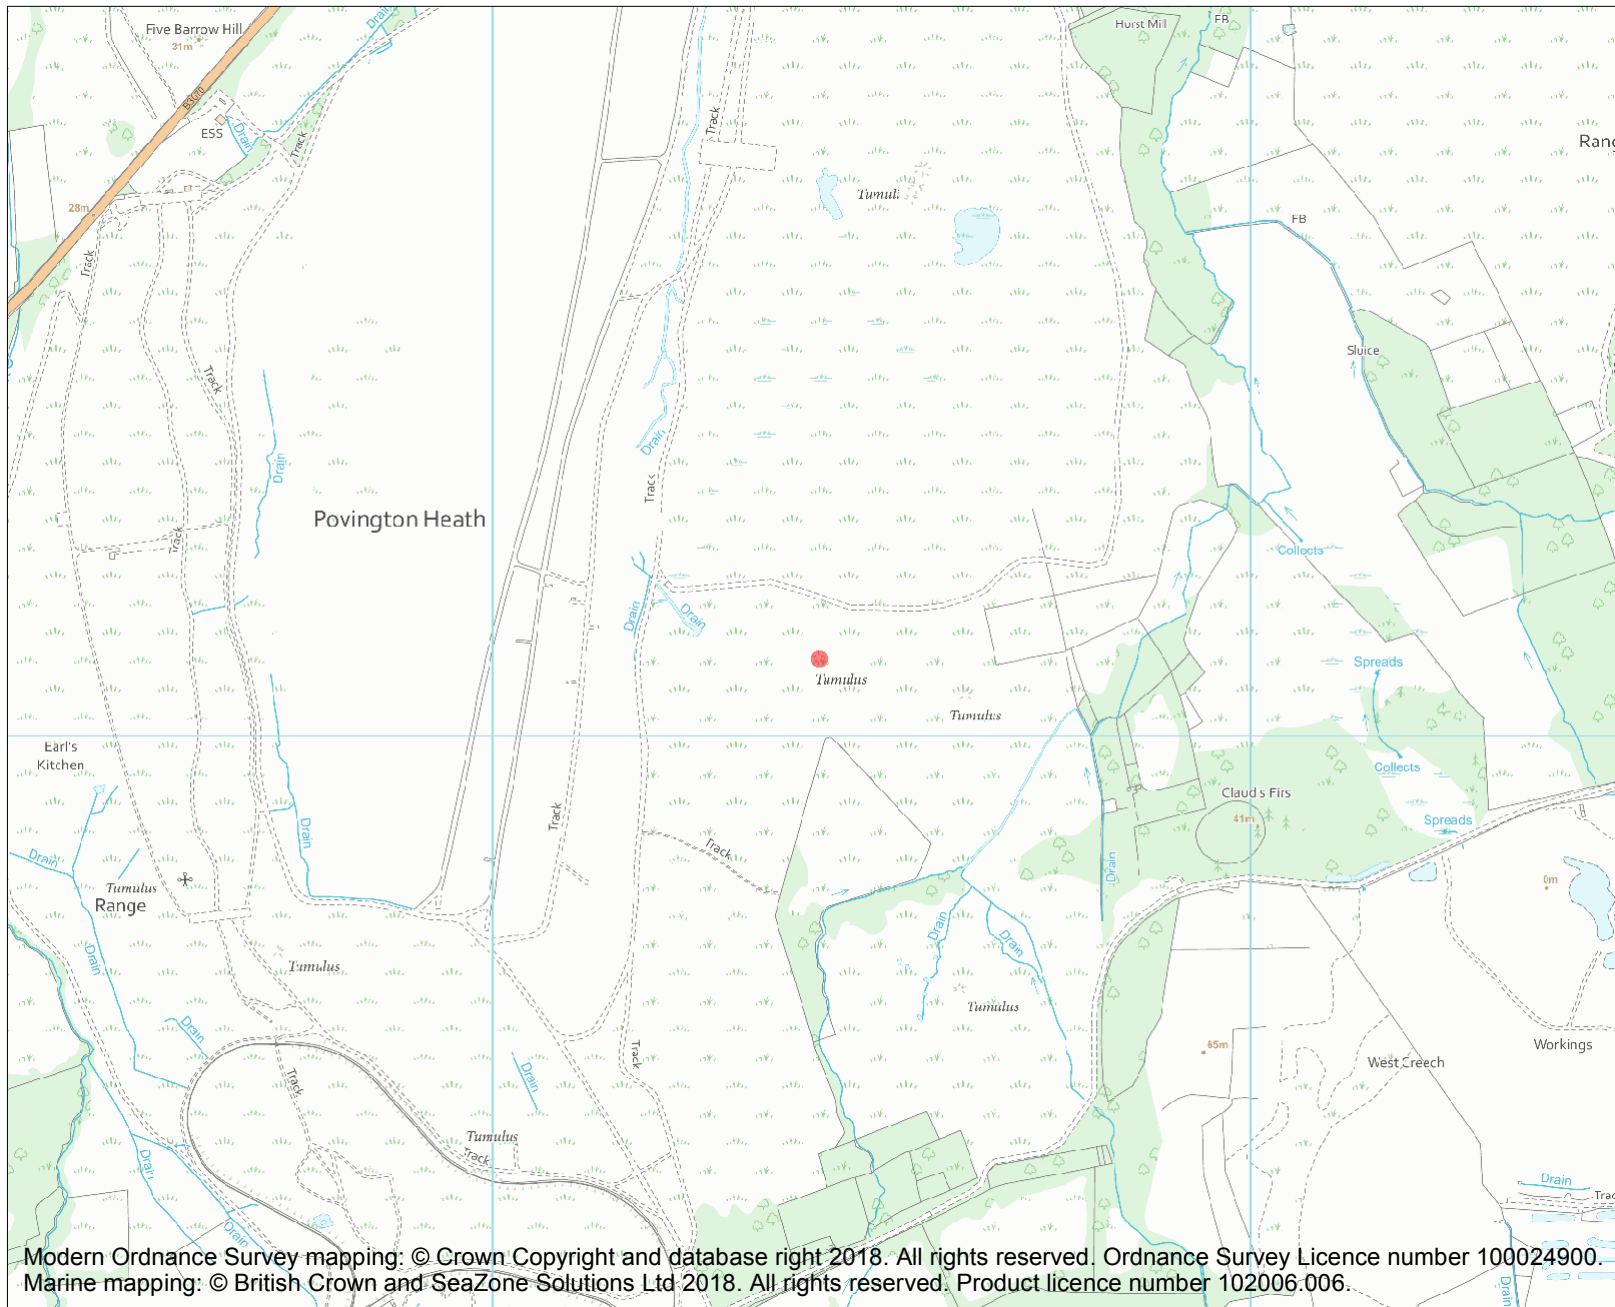 Five Barrow Hill
31m
Drain
B3070
ESS
Drain
Track
28m
Track
Track
Drain
Track
Povington Heath
Track
Tumuli
Drain
Track
Drain
Drain
Hurst Mill
FB
Rang
FB
Sluice
Collects
Spreads
Collects
Spreads
Tumulus
Tumulus
Earl's
Kitchen
Drain
Tumulus
Range
Drain
Drain
Track
Track
Claud's Firs
41m
Drain
0m
Drain
Drain
Tumulus
Tumulus
Drain
Track
Drain
Track
65m
West Creech
Workings
Tumulus
Track
Drain
Drain
Drain
Trac
Drain
Modern Ordnance Survey mapping: © Crown Copyright and database right 2018. All rights reserved. Ordnance Survey Licence number 100024900.
Marine mapping: © British Crown and SeaZone Solutions Ltd 2018. All rights reserved. Product licence number 102006.006.